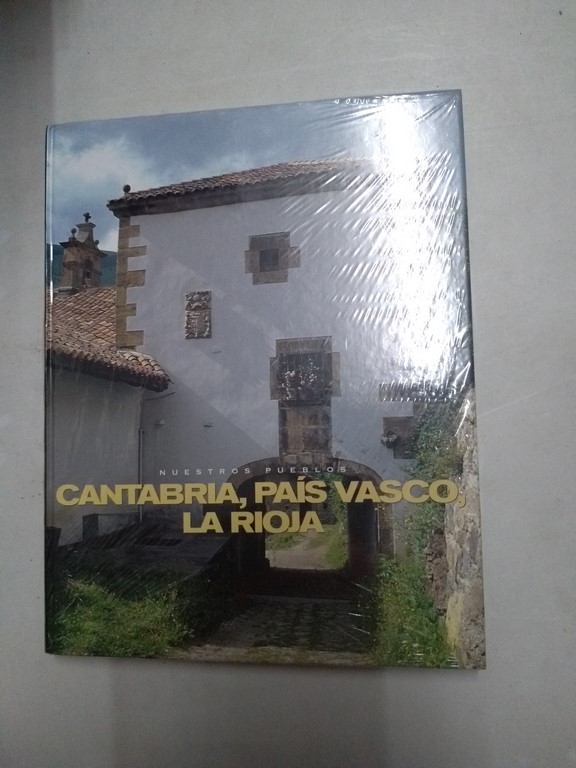 NUESTROS PUEBLOS
CANTABRIA, PAÍS VASCO,
LA RIOJA